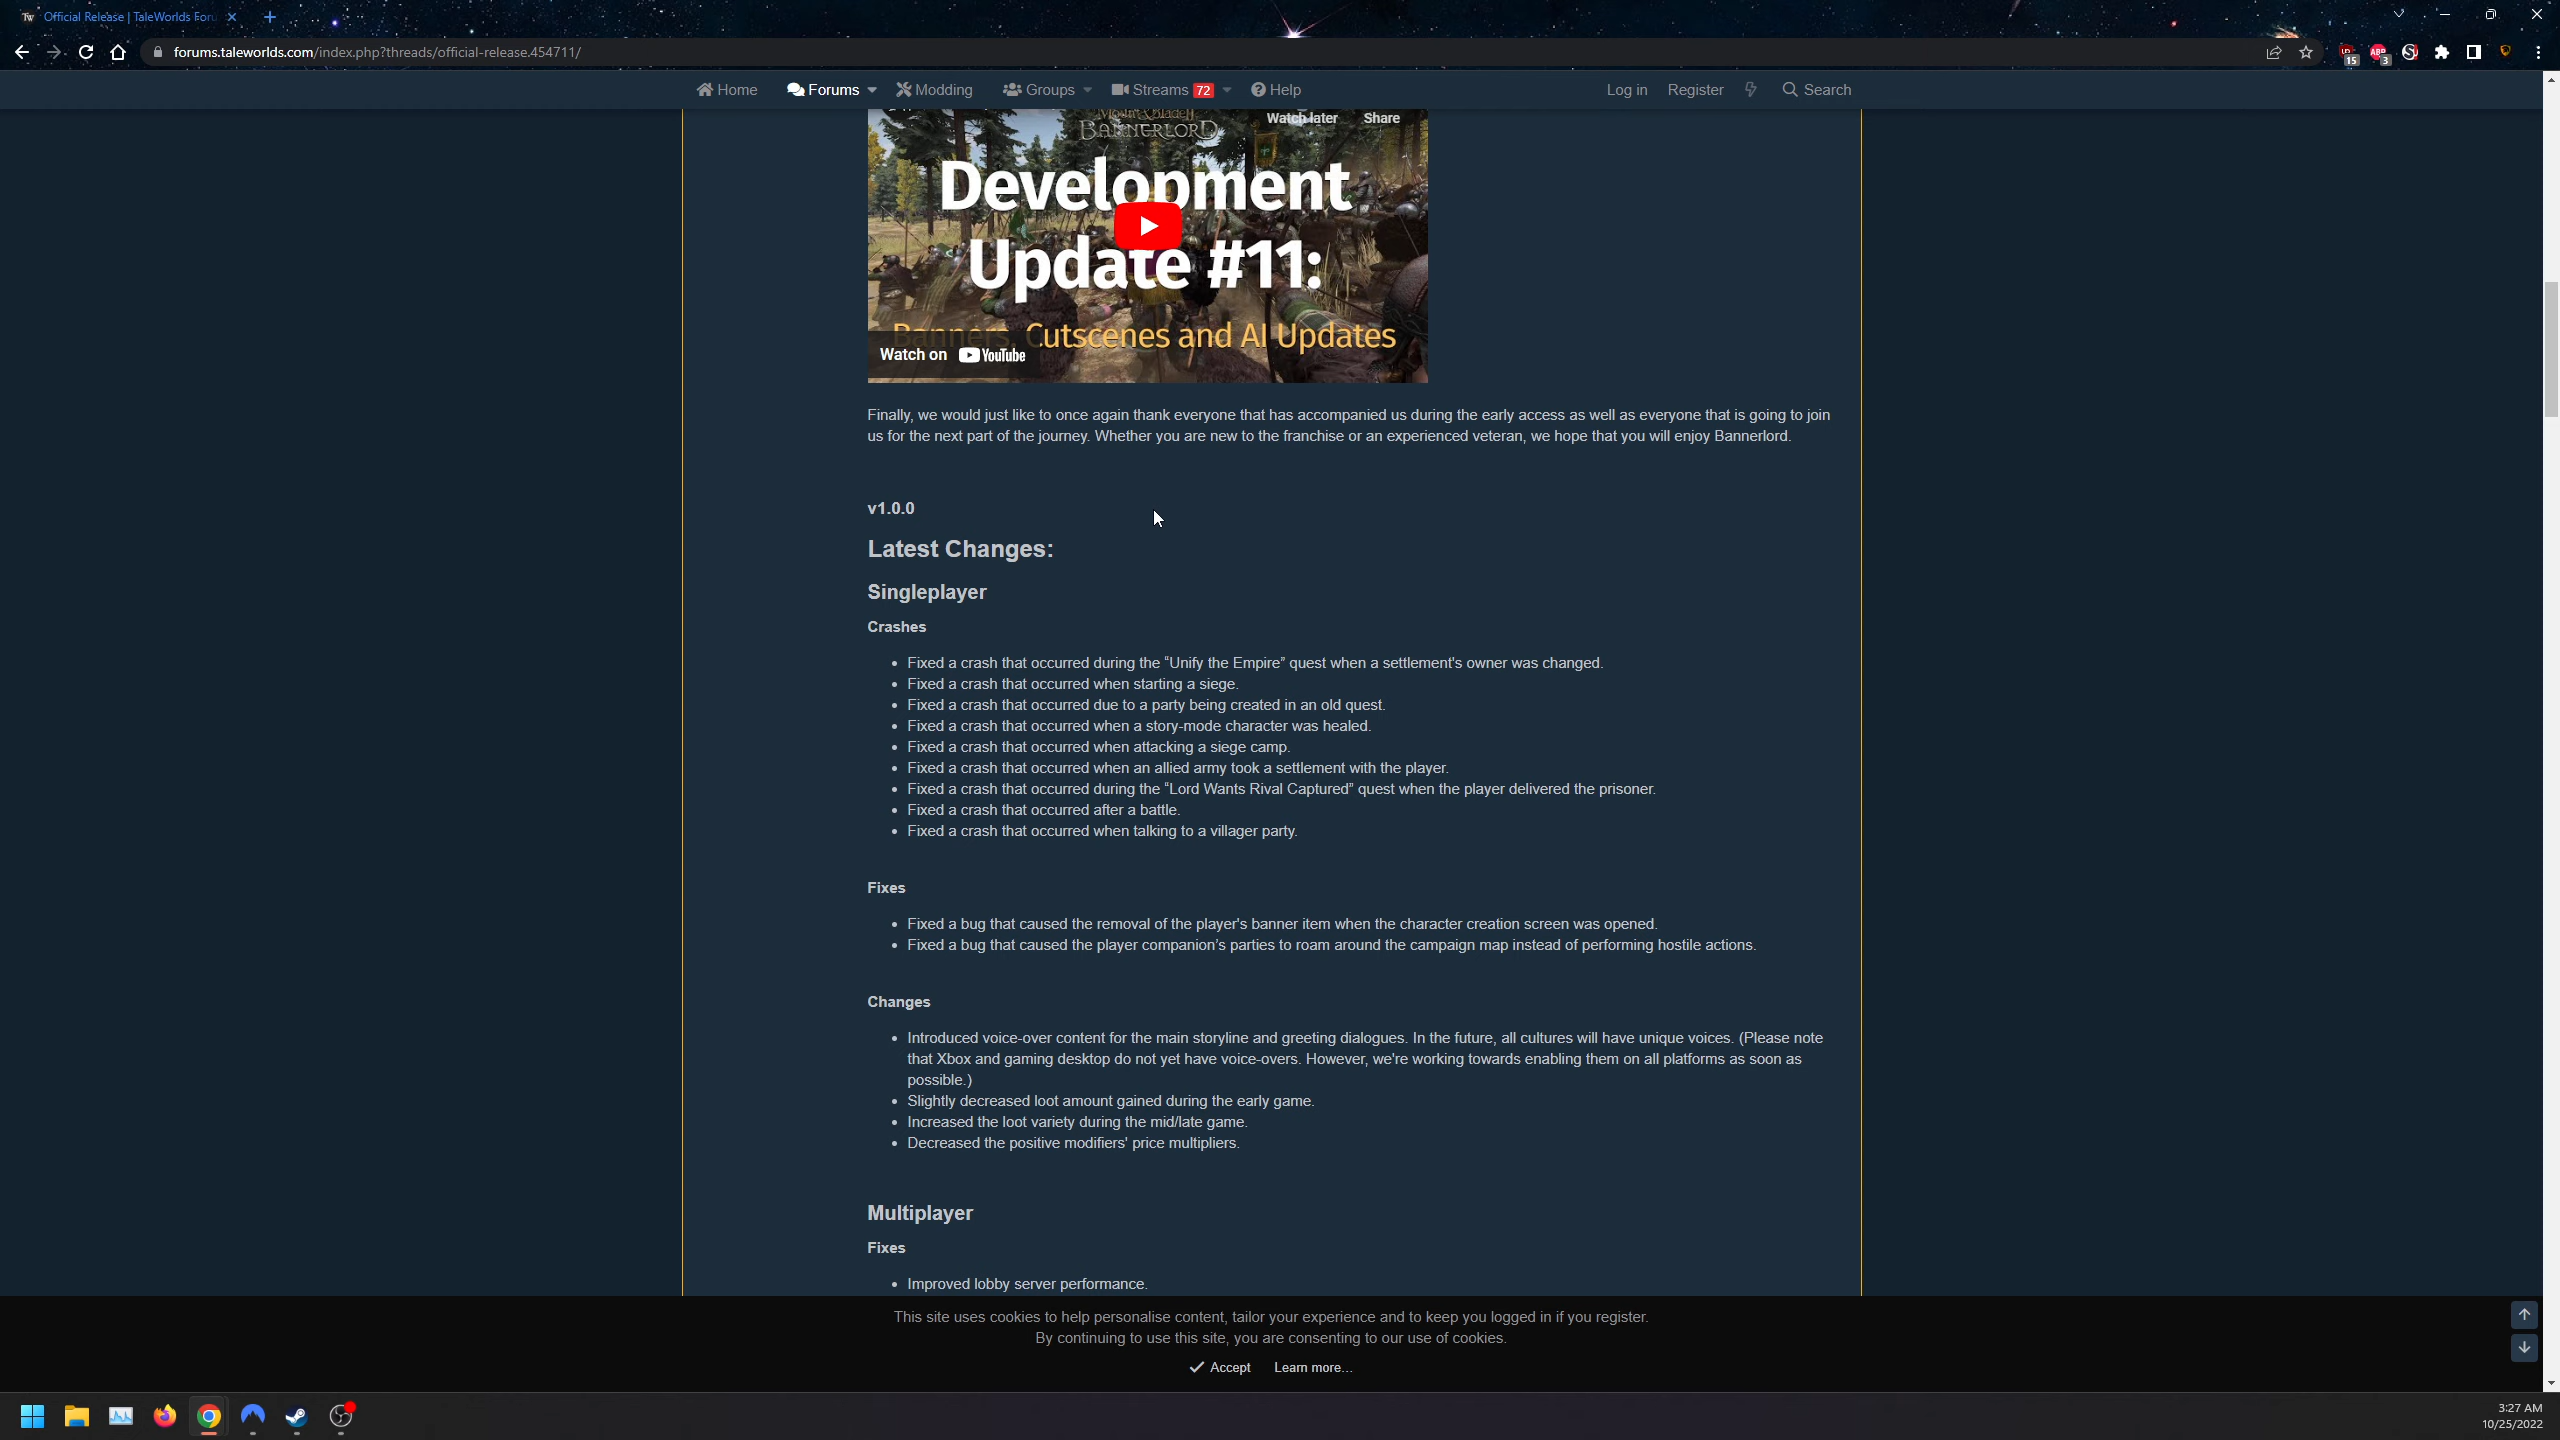 Official Release | TaleWorlds Foru
forums.taleworlds.com/index.php?threads/official-release.454711/
15
ABP
3
Home
Forums
Modding
Groups
Streams 72
Help
Log in
Register
Search
BANNERLORD
Watch later
Share
Development
Update #11:
Banners, Cutscenes and AI Updates
Watch on YouTube
Finally, we would just like to once again thank everyone that has accompanied us during the early access as well as everyone that is going to join
us for the next part of the journey. Whether you are new to the franchise or an experienced veteran, we hope that you will enjoy Bannerlord.
v1.0.0
Latest Changes:
Singleplayer
Crashes
• Fixed a crash that occurred during the “Unify the Empire” quest when a settlement's owner was changed.
• Fixed a crash that occurred when starting a siege.
• Fixed a crash that occurred due to a party being created in an old quest.
• Fixed a crash that occurred when a story-mode character was healed.
• Fixed a crash that occurred when attacking a siege camp.
• Fixed a crash that occurred when an allied army took a settlement with the player.
• Fixed a crash that occurred during the “Lord Wants Rival Captured” quest when the player delivered the prisoner.
• Fixed a crash that occurred after a battle.
• Fixed a crash that occurred when talking to a villager party.
Fixes
• Fixed a bug that caused the removal of the player's banner item when the character creation screen was opened.
• Fixed a bug that caused the player companion’s parties to roam around the campaign map instead of performing hostile actions.
Changes
• Introduced voice-over content for the main storyline and greeting dialogues. In the future, all cultures will have unique voices. (Please note
that Xbox and gaming desktop do not yet have voice-overs. However, we're working towards enabling them on all platforms as soon as
possible.)
• Slightly decreased loot amount gained during the early game.
• Increased the loot variety during the mid/late game.
• Decreased the positive modifiers' price multipliers.
Multiplayer
Fixes
• Improved lobby server performance.
This site uses cookies to help personalise content, tailor your experience and to keep you logged in if you register.
By continuing to use this site, you are consenting to our use of cookies.
Accept
Learn more…
3:27 AM
10/25/2022